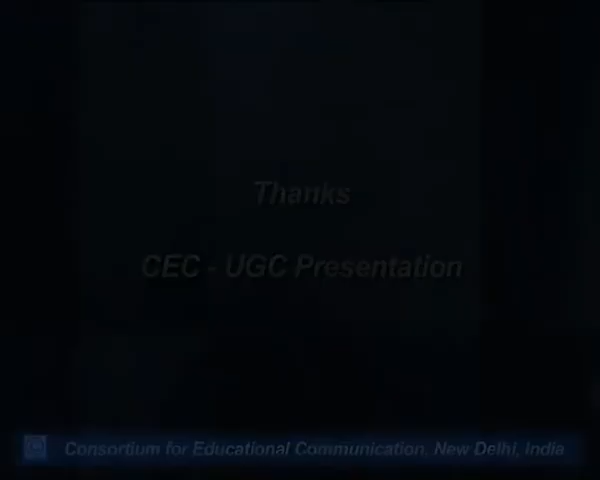 Thanks
CEC - UGC Presentation
Consortium for Educational Communication, New Delhi, India